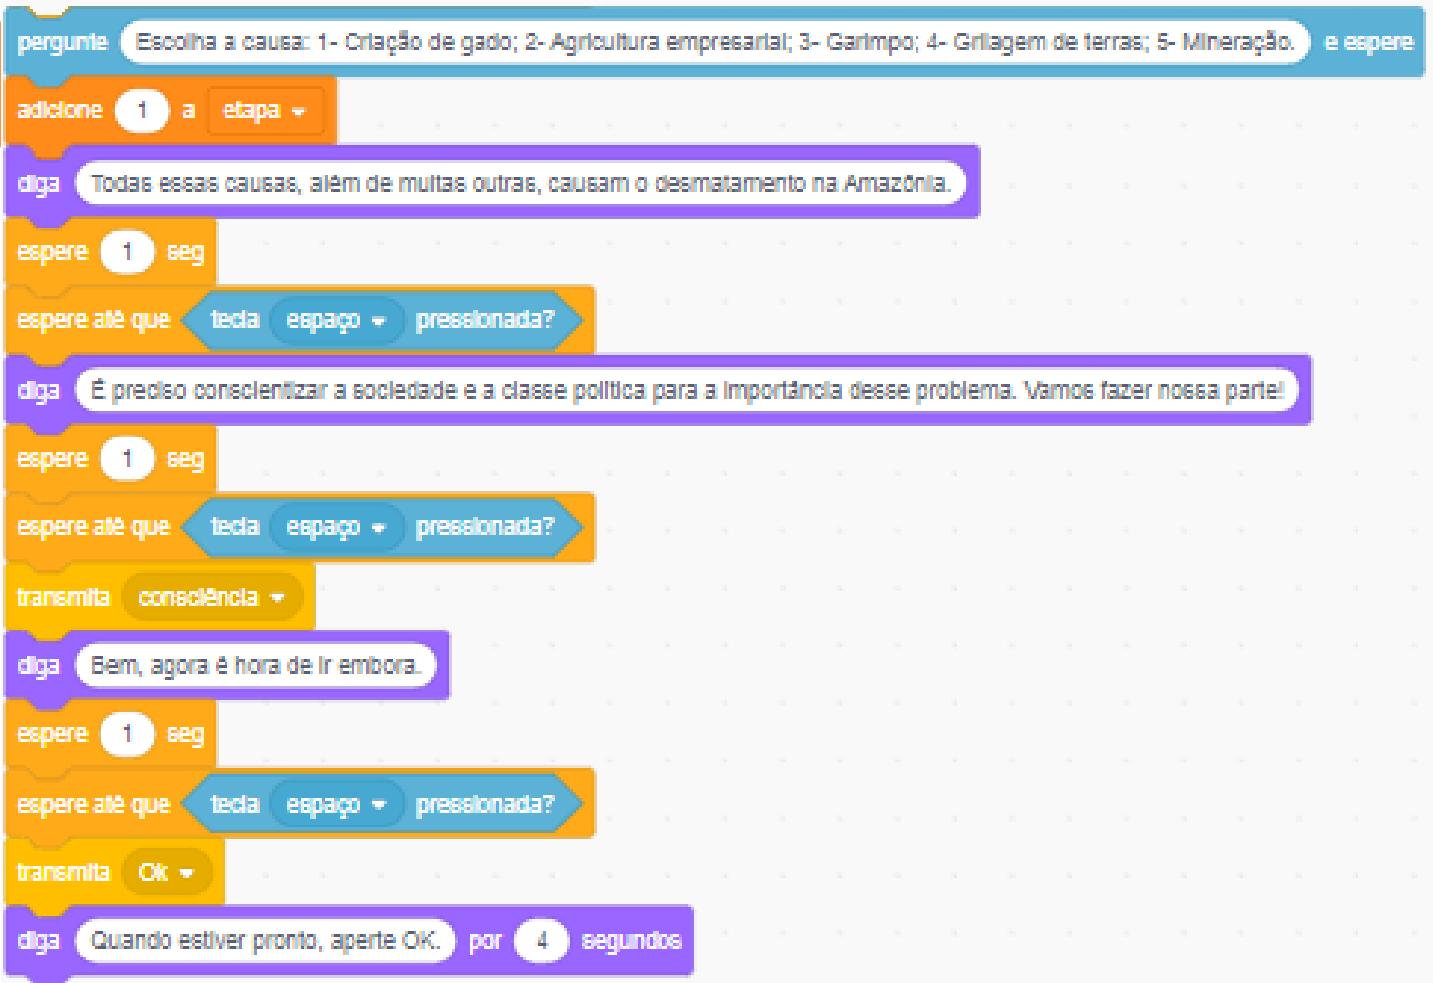 pergunte Escolha a causa: 1- Criação de gado; 2- Agricultura empresarial; 3- Garimpo; 4- Grilagem de terras; 5- Mineração. e espere
adicione 1 a etapa
diga Todas essas causas, além de muitas outras, causam o desmatamento na Amazônia.
espere 1 seg
espere até que tecla espaço pressionada?
diga É preciso conscientizar a sociedade e a classe política para a importância desse problema. Vamos fazer nossa parte!
espere 1 seg
espere até que tecla espaço pressionada?
transmita consciência
diga Bem, agora é hora de ir embora.
espere 1 seg
espere até que tecla espaço pressionada?
transmita Ok
diga Quando estiver pronto, aperte OK. por 4 segundos